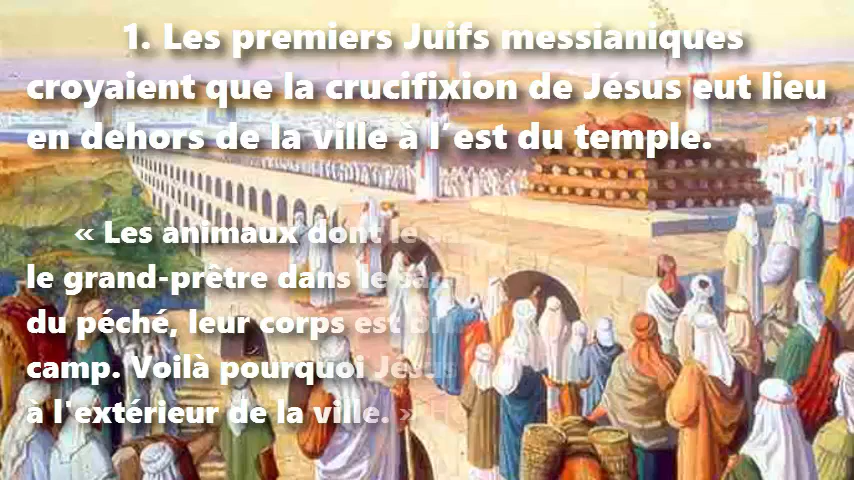 1. Les premiers Juifs messianiques
croyaient que la crucifixion de Jésus eut lieu
en dehors de la ville à l'est du temple.
« Les animaux dont le
le grand-prêtre dans le
du péché, leur corps est
camp. Voilà pourquoi Jésus
à l'extérieur de la ville. »